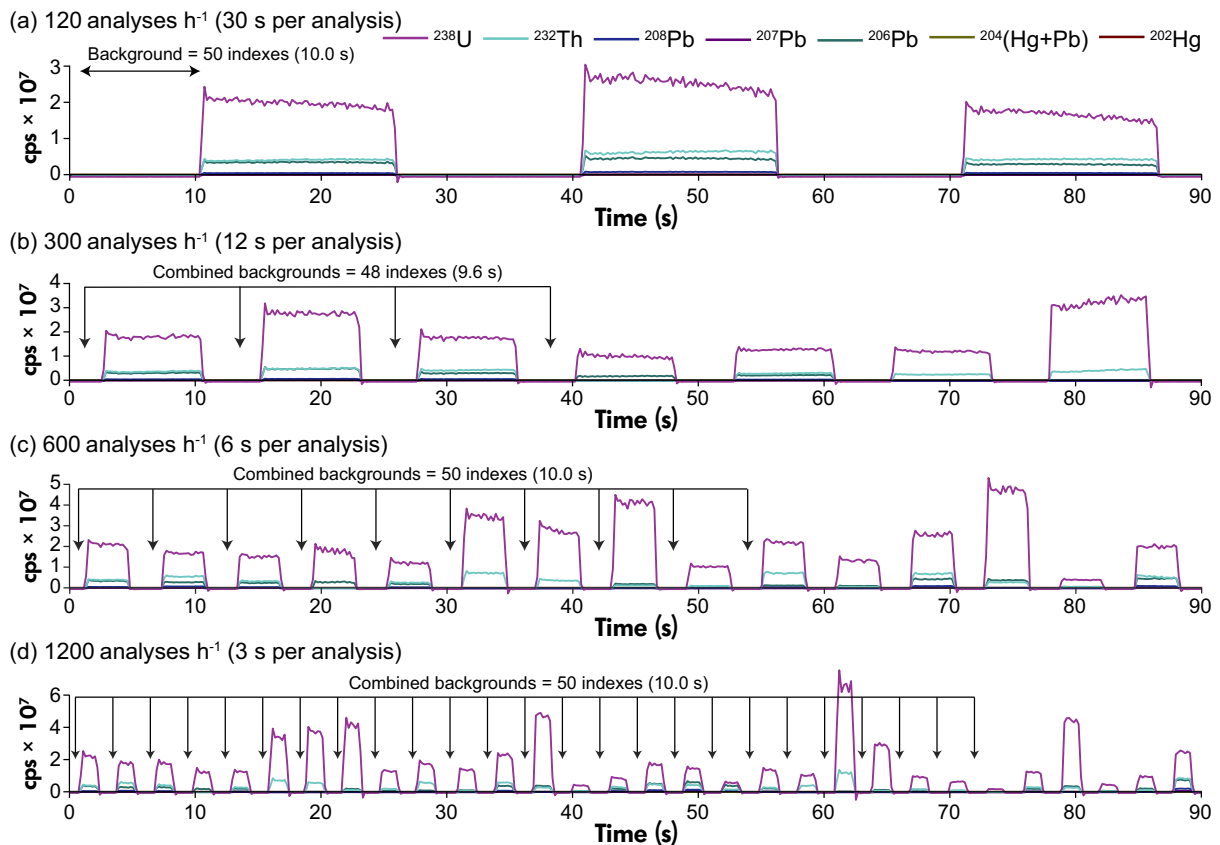 (a) 120 analyses h⁻¹ (30 s per analysis)
²³⁸U ²³²Th ²⁰⁸Pb ²⁰⁷Pb ²⁰⁶Pb ²⁰⁴(Hg+Pb) ²⁰²Hg
Background = 50 indexes (10.0 s)
cps × 10⁷
3
2
1
0
0 10 20 30 40 50 60 70 80 90
Time (s)
(b) 300 analyses h⁻¹ (12 s per analysis)
Combined backgrounds = 48 indexes (9.6 s)
cps × 10⁷
4
3
2
1
0
0 10 20 30 40 50 60 70 80 90
Time (s)
(c) 600 analyses h⁻¹ (6 s per analysis)
Combined backgrounds = 50 indexes (10.0 s)
cps × 10⁷
5
4
3
2
1
0
0 10 20 30 40 50 60 70 80 90
Time (s)
(d) 1200 analyses h⁻¹ (3 s per analysis)
Combined backgrounds = 50 indexes (10.0 s)
cps × 10⁷
6
4
2
0
0 10 20 30 40 50 60 70 80 90
Time (s)